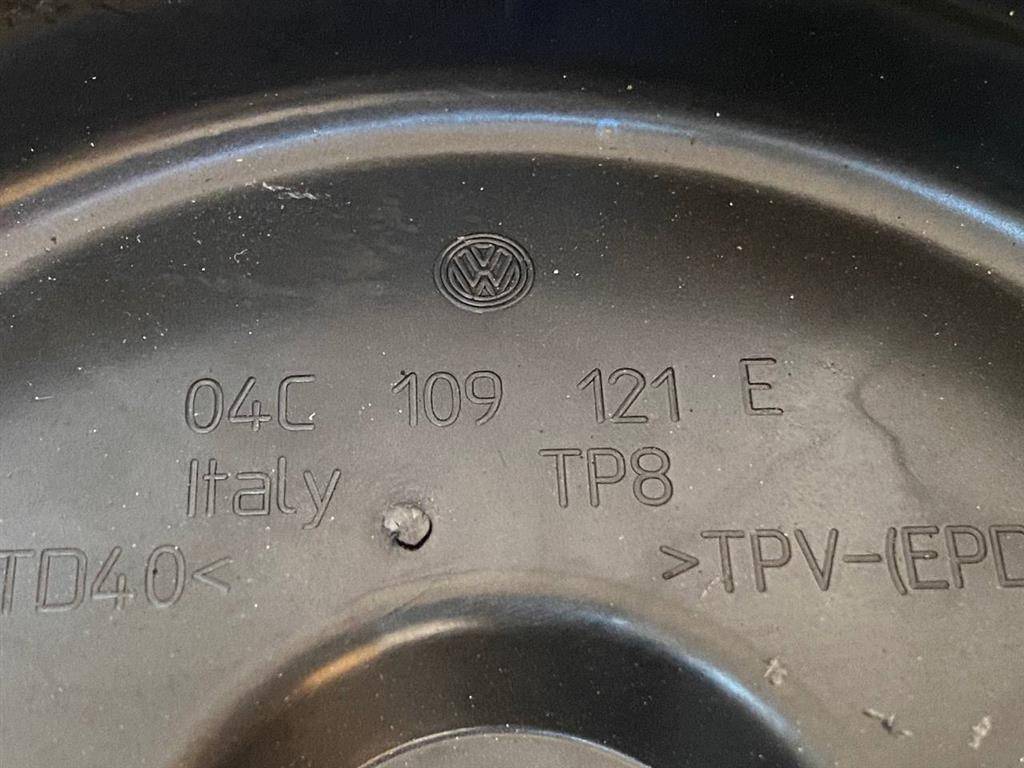 04C 109 121 E
Italy TP8
TD40< >TPV-(EPD